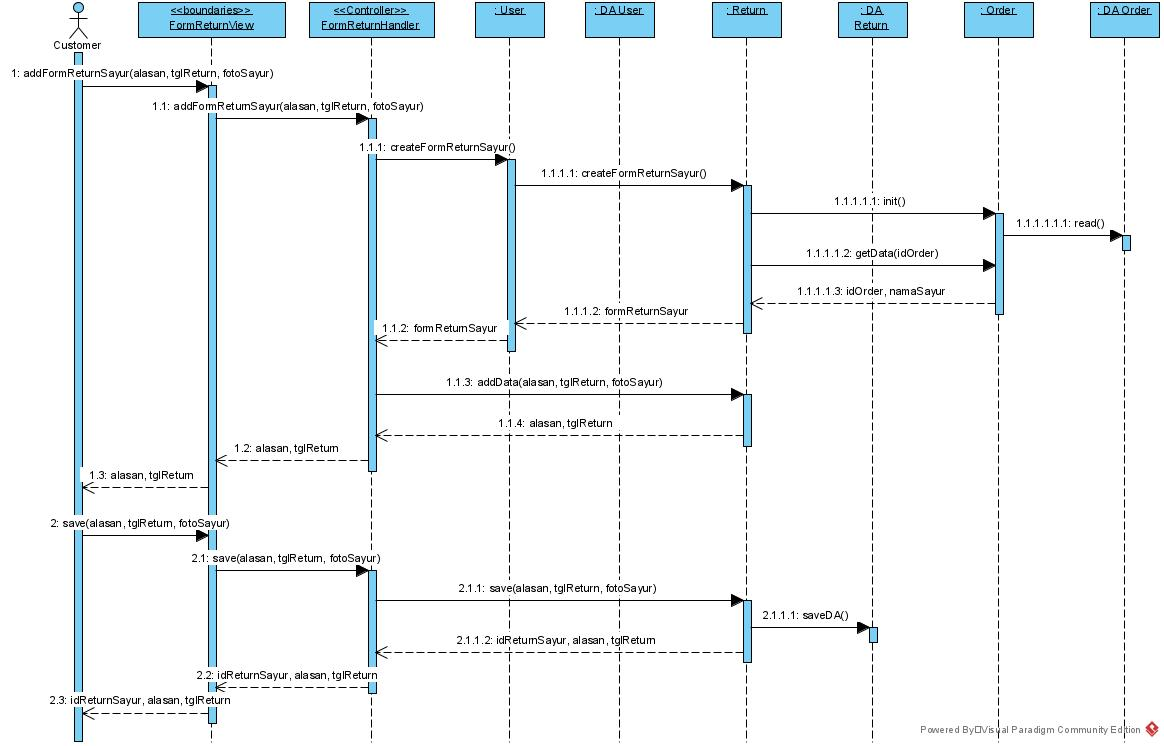 <<boundaries>>
FormReturnView
<<Controller>>
FormReturnHandler
: User
: DAUser
: Return
: DA
Return
: Order
: DAOrder
Customer
1: addFormReturnSayur(alasan, tglReturn, fotoSayur)
1.1: addFormReturnSayur(alasan, tglReturn, fotoSayur)
1.1.1: createFormReturnSayur()
1.1.1.1: createFormReturnSayur()
1.1.1.1.1: init()
1.1.1.1.1.1: read()
1.1.1.1.2: getData(idOrder)
1.1.1.1.3: idOrder, namaSayur
1.1.1.2: formReturnSayur
1.1.2: formReturnSayur
1.1.3: addData(alasan, tglReturn, fotoSayur)
1.1.4: alasan, tglReturn
1.2: alasan, tglReturn
1.3: alasan, tglReturn
2: save(alasan, tglReturn, fotoSayur)
2.1: save(alasan, tglReturn, fotoSayur)
2.1.1: save(alasan, tglReturn, fotoSayur)
2.1.1.1: saveDA()
2.1.1.2: idReturnSayur, alasan, tglReturn
2.2: idReturnSayur, alasan, tglReturn
2.3: idReturnSayur, alasan, tglReturn
Powered By Visual Paradigm Community Edition